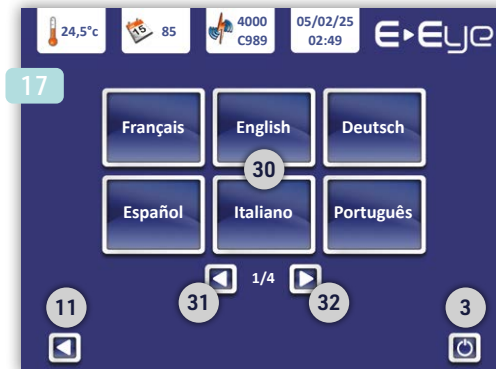 24,5°c
85
4000
C989
05/02/25
02:49
E‣Eye
17
Français English Deutsch
30
Español Italiano Português
1/4
31 32
11 3